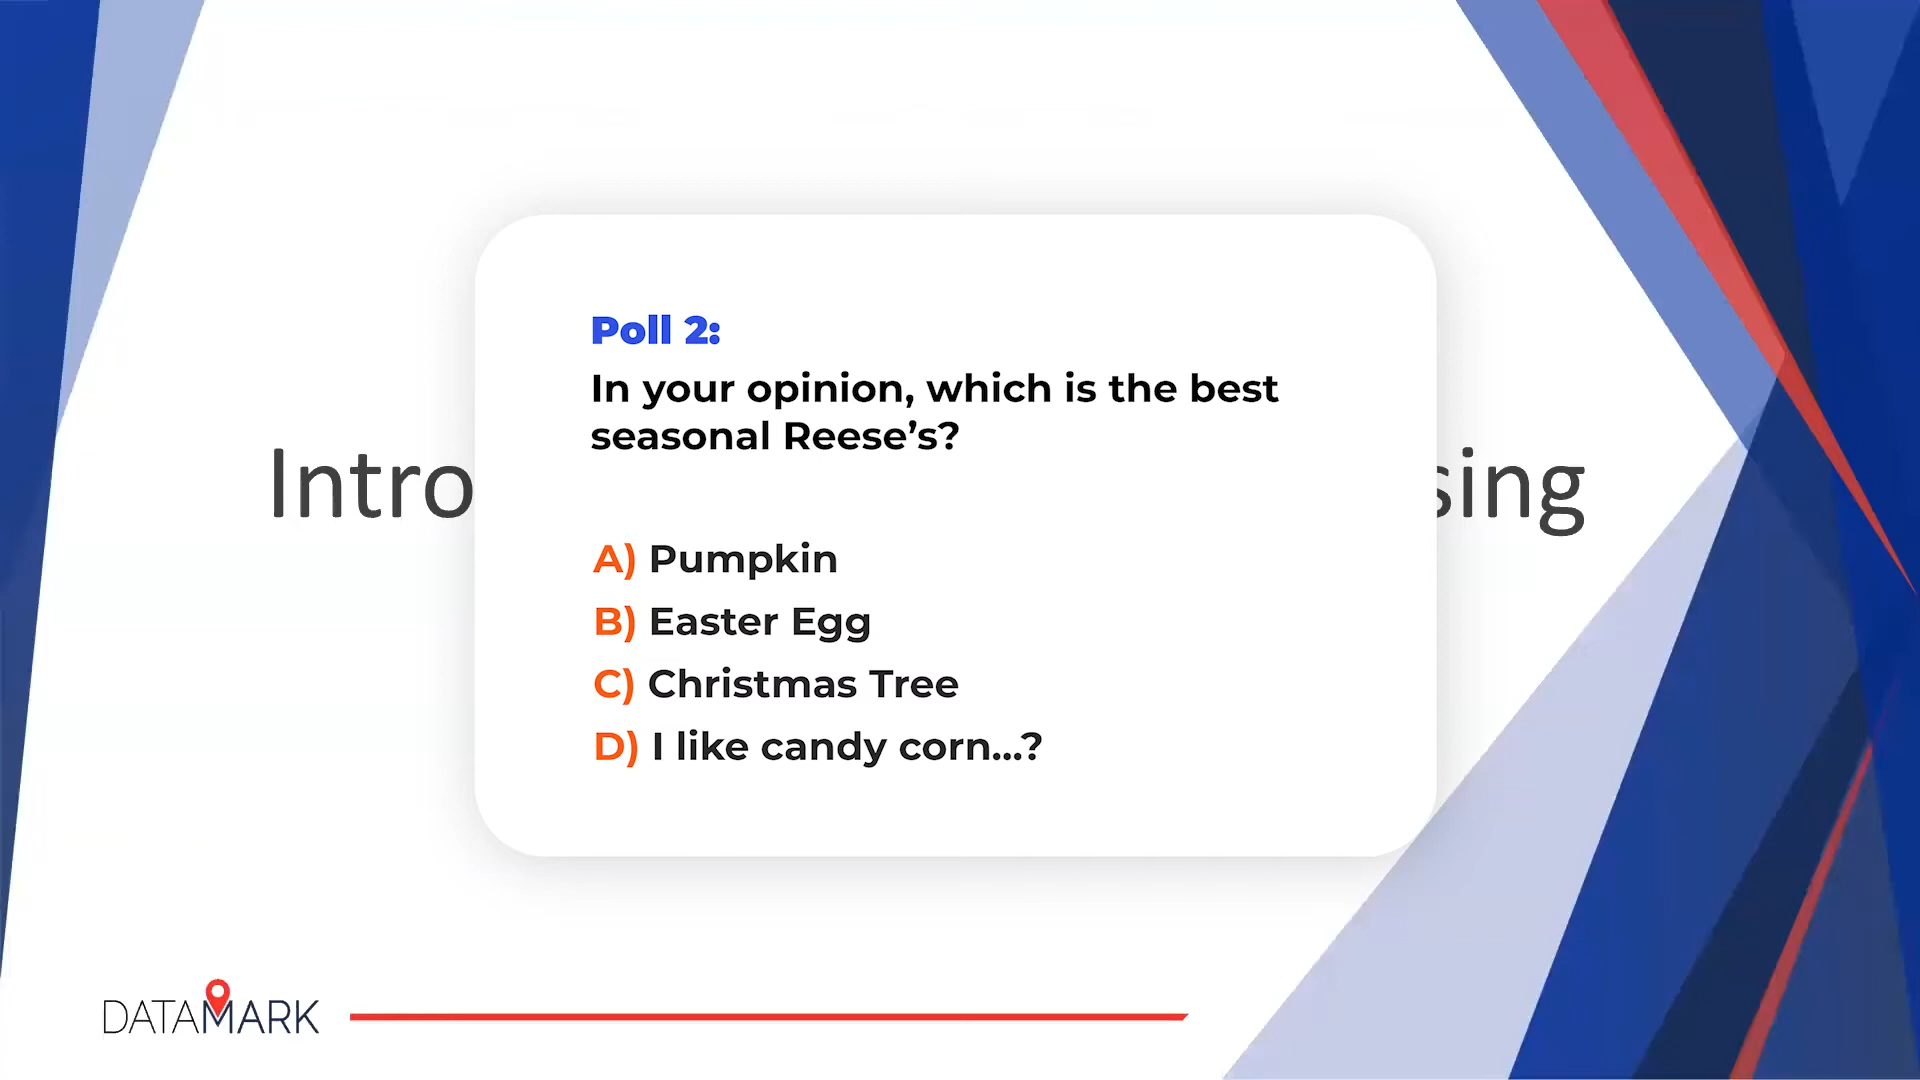 Poll 2:
In your opinion, which is the best
seasonal Reese’s?
Intro
sing
A) Pumpkin
B) Easter Egg
C) Christmas Tree
D) I like candy corn...?
DATAMARK